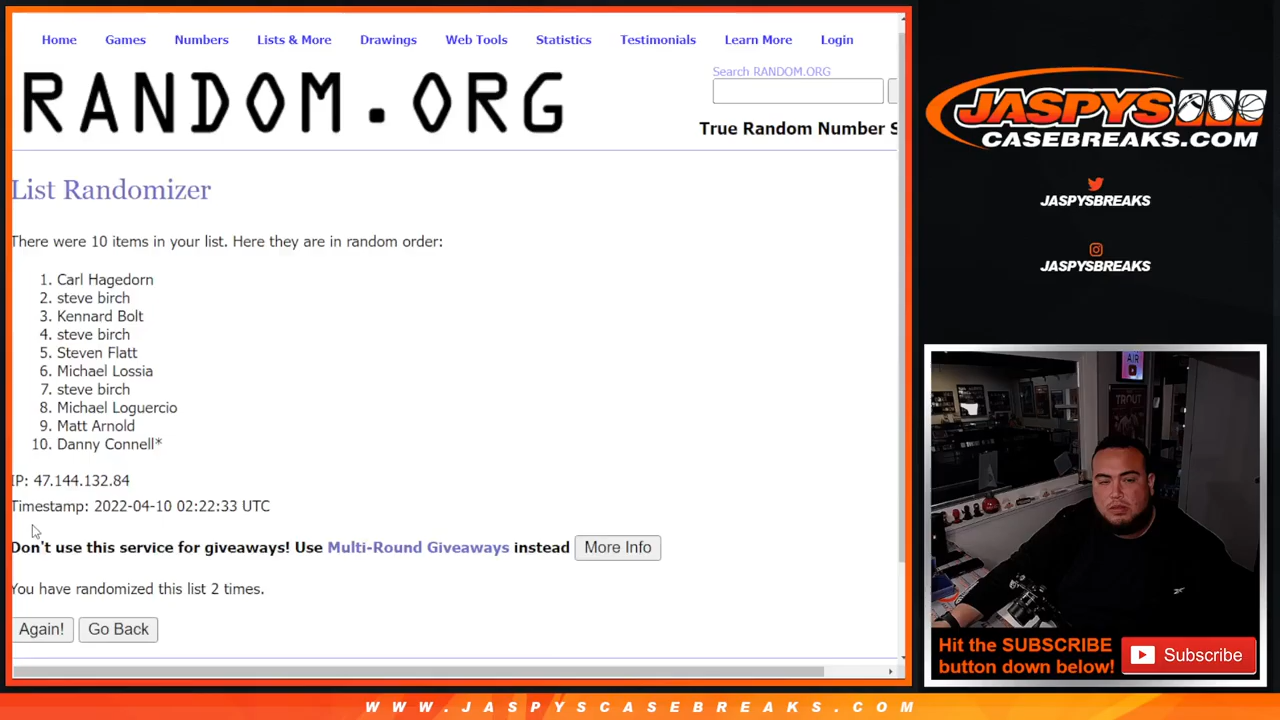 Home Games Numbers Lists & More Drawings Web Tools Statistics Testimonials Learn More Login
RANDOM.ORG
Search RANDOM.ORG
True Random Number S
List Randomizer
There were 10 items in your list. Here they are in random order:
1. Carl Hagedorn
2. steve birch
3. Kennard Bolt
4. steve birch
5. Steven Flatt
6. Michael Lossia
7. steve birch
8. Michael Loguercio
9. Matt Arnold
10. Danny Connell*
IP: 47.144.132.84
Timestamp: 2022-04-10 02:22:33 UTC
Don't use this service for giveaways! Use Multi-Round Giveaways instead More Info
You have randomized this list 2 times.
Again! Go Back
JASPYS
CASEBREAKS.COM
JASPYSBREAKS
JASPYSBREAKS
AIR
TROUT
Hit the SUBSCRIBE
button down below!
Subscribe
WWW.JASPYSCASEBREAKS.COM